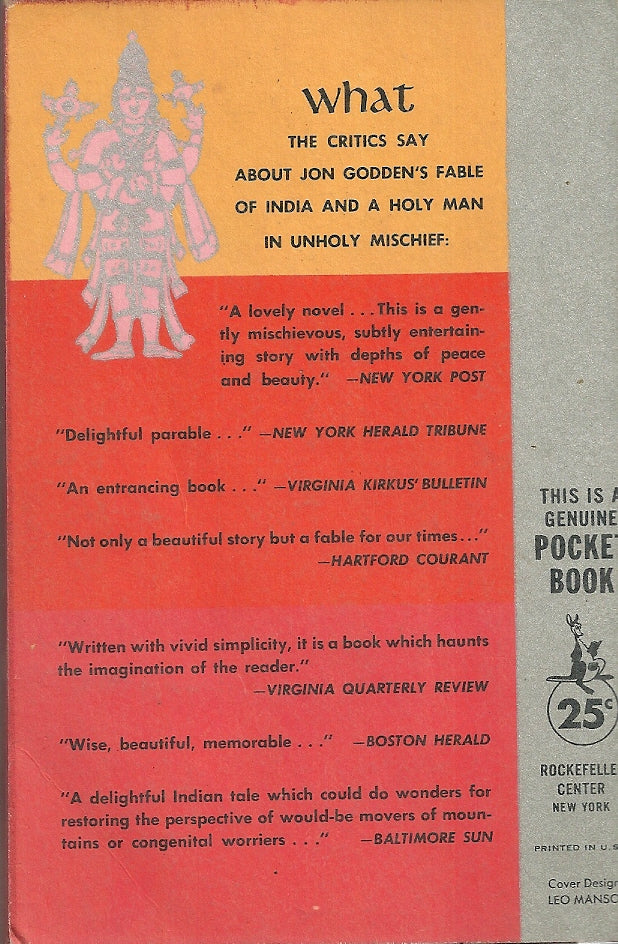 what
THE CRITICS SAY
ABOUT JON GODDEN'S FABLE
OF INDIA AND A HOLY MAN
IN UNHOLY MISCHIEF:
"A lovely novel . . . This is a gen-
tly mischievous, subtly entertain-
ing story with depths of peace
and beauty." —NEW YORK POST
"Delightful parable . . ." —NEW YORK HERALD TRIBUNE
"An entrancing book . . ." —VIRGINIA KIRKUS' BULLETIN
"Not only a beautiful story but a fable for our times . . ."
—HARTFORD COURANT
"Written with vivid simplicity, it is a book which haunts
the imagination of the reader."
—VIRGINIA QUARTERLY REVIEW
"Wise, beautiful, memorable . . ." —BOSTON HERALD
"A delightful Indian tale which could do wonders for
restoring the perspective of would-be movers of moun-
tains or congenital worriers . . ." —BALTIMORE SUN
THIS IS A
GENUINE
POCKET
BOOK
25c
ROCKEFELLE
CENTER
NEW YORK
PRINTED IN U.S
Cover Design
LEO MANSO